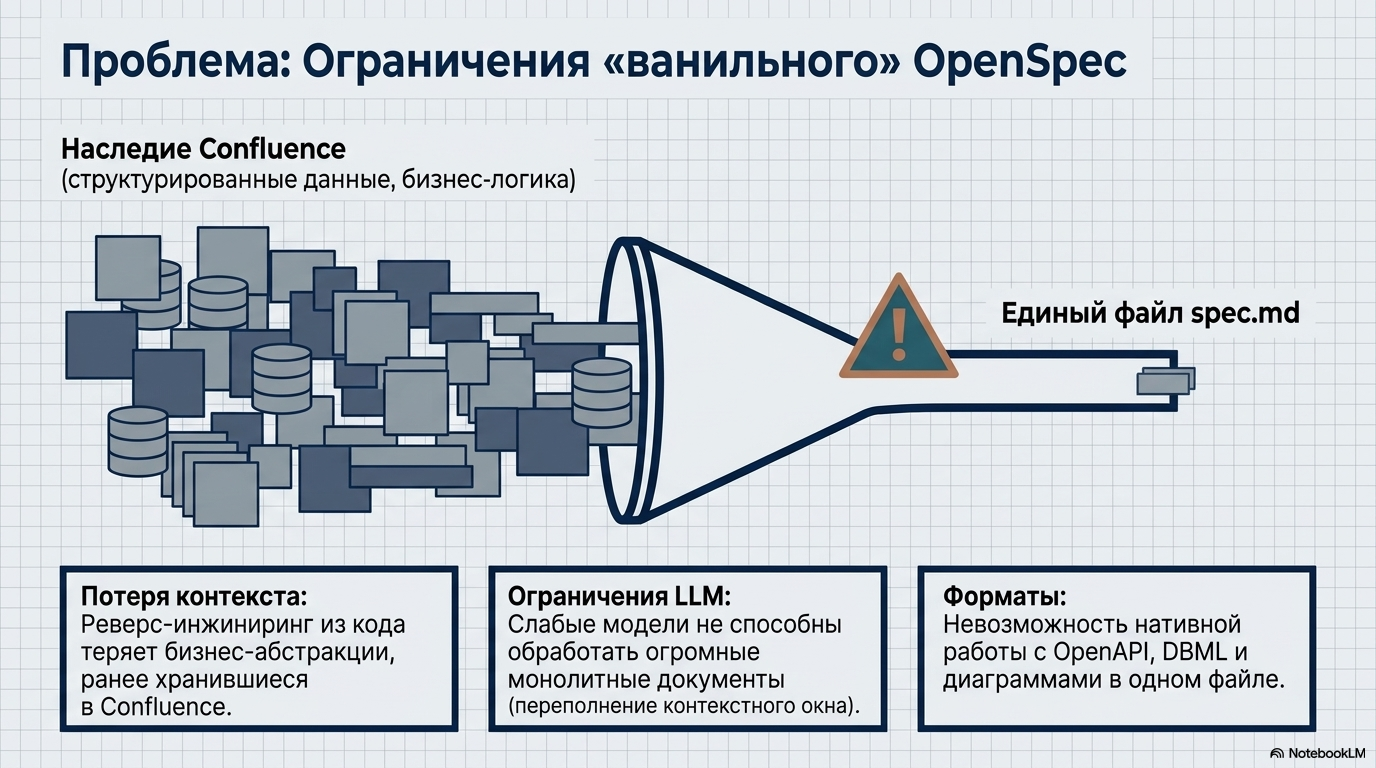 Проблема: Ограничения «ванильного» OpenSpec
Наследие Confluence
(структурированные данные, бизнес-логика)
Единый файл spec.md
Потеря контекста:
Реверс-инжиниринг из кода
теряет бизнес-абстракции,
ранее хранившиеся
в Confluence.
Ограничения LLM:
Слабые модели не способны
обработать огромные
монолитные документы
(переполнение контекстного окна).
Форматы:
Невозможность нативной
работы с OpenAPI, DBML и
диаграммами в одном файле.
NotebookLM